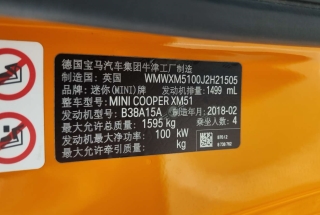 德国宝马汽车集团牛津工厂制造
制造国：英国 WMWXM5100J2H21505
品牌：迷你(MINI)牌 发动机排量：1499 mL
整车型号:MINI COOPER XM51
发动机型号：B38A15A 制造年月：2018-02
最大允许总质量：1595 kg 乘坐人数：4
发动机最大净功率：100 kW
最大允许牵引质量： kg